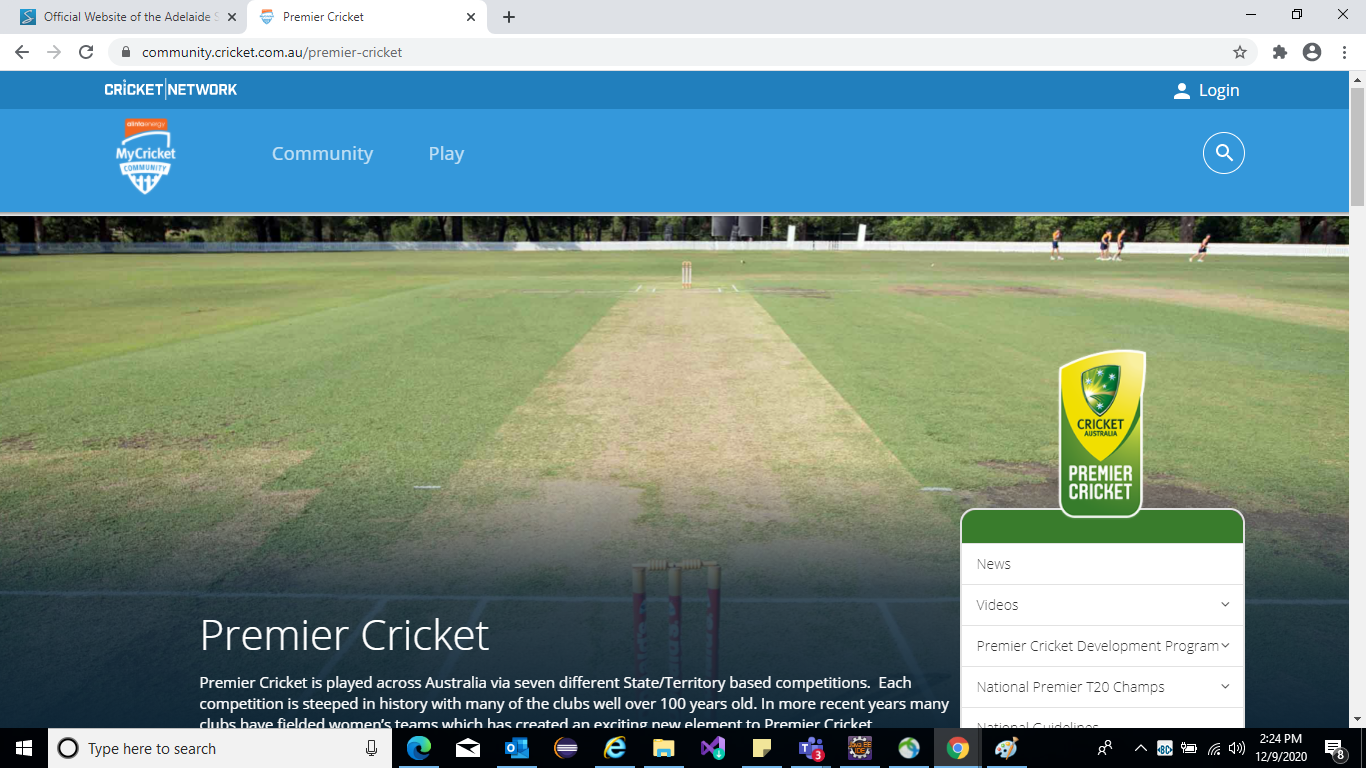 Official Website of the Adelaide S
Premier Cricket
community.cricket.com.au/premier-cricket
CRICKET NETWORK
Login
alintaenergy
MyCricket
COMMUNITY
Community
Play
CRICKET
AUSTRALIA
PREMIER
CRICKET
News
Videos
Premier Cricket Development Program
National Premier T20 Champs
National Guidelines
Premier Cricket
Premier Cricket is played across Australia via seven different State/Territory based competitions. Each
competition is steeped in history with many of the clubs well over 100 years old. In more recent years many
clubs have fielded women's teams which has created an exciting new element to Premier Cricket
Type here to search
3
2:24 PM
12/9/2020
8